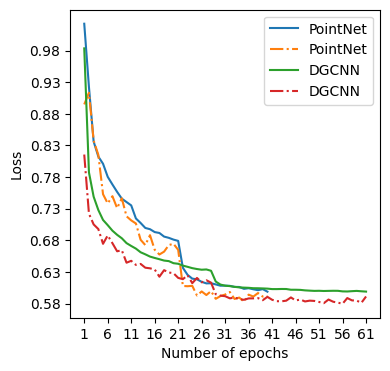 PointNet
PointNet
DGCNN
DGCNN
0.98
0.93
0.88
0.83
0.78
0.73
0.68
0.63
0.58
Loss
1 6 11 16 21 26 31 36 41 46 51 56 61
Number of epochs